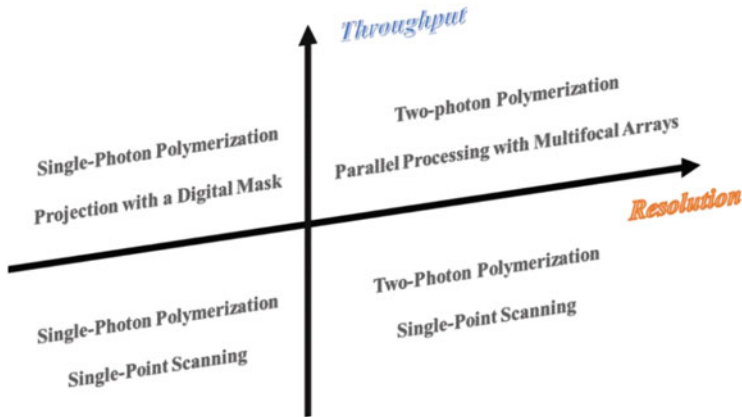 Throughput
Single-Photon Polymerization
Projection with a Digital Mask
Two-photon Polymerization
Parallel Processing with Multifocal Arrays
Resolution
Single-Photon Polymerization
Single-Point Scanning
Two-Photon Polymerization
Single-Point Scanning